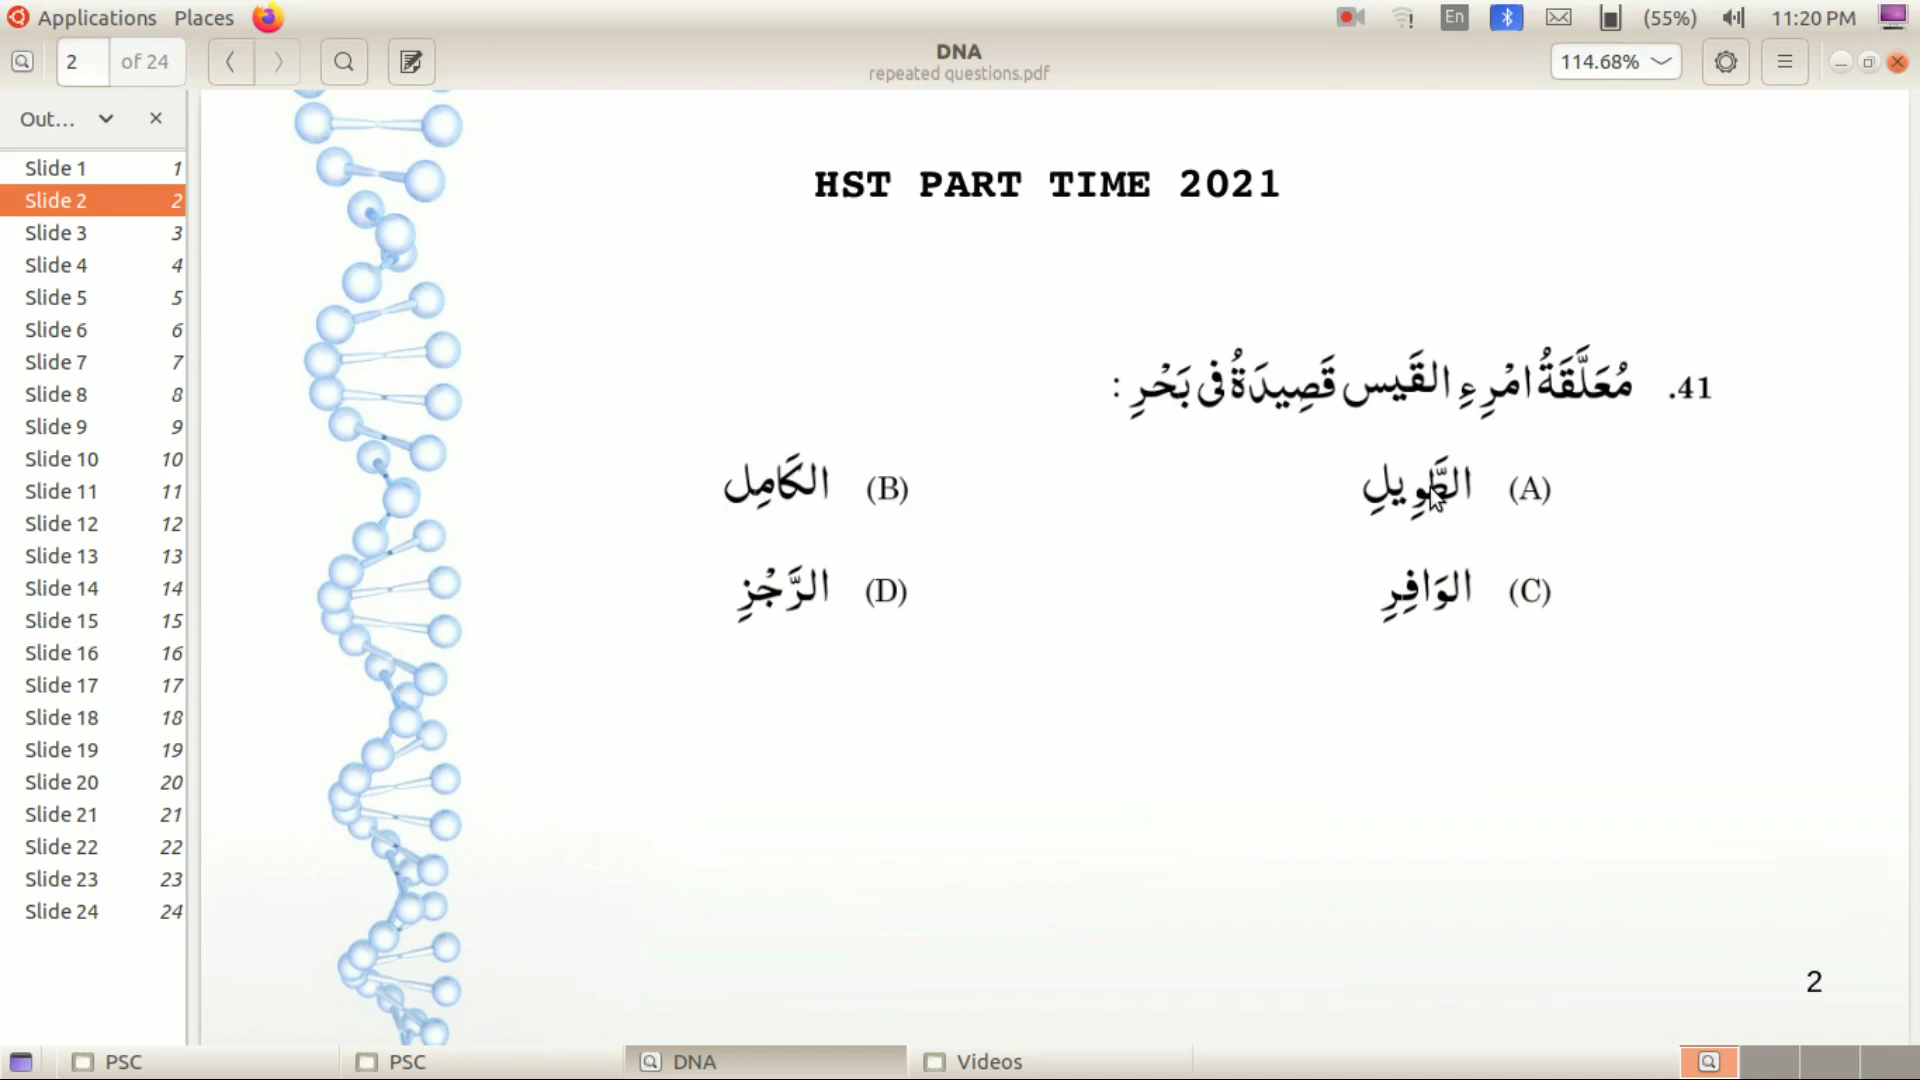 Applications Places En (55%) 11:20 PM
2 of 24 DNA 114.68%
repeated questions.pdf
Out...
Slide 1 1
Slide 2 2
Slide 3 3
Slide 4 4
Slide 5 5
Slide 6 6
Slide 7 7
Slide 8 8
Slide 9 9
Slide 10 10
Slide 11 11
Slide 12 12
Slide 13 13
Slide 14 14
Slide 15 15
Slide 16 16
Slide 17 17
Slide 18 18
Slide 19 19
Slide 20 20
Slide 21 21
Slide 22 22
Slide 23 23
Slide 24 24
HST PART TIME 2021
.41 مُعَلَّقَةُ امْرِءِ القَيس قَصِيدَةُ فى بَحْرِ :
(A) الطَّوِيلِ (B) الكَامِل
(C) الوَافِرِ (D) الرَّجْزِ
2
PSC PSC DNA Videos